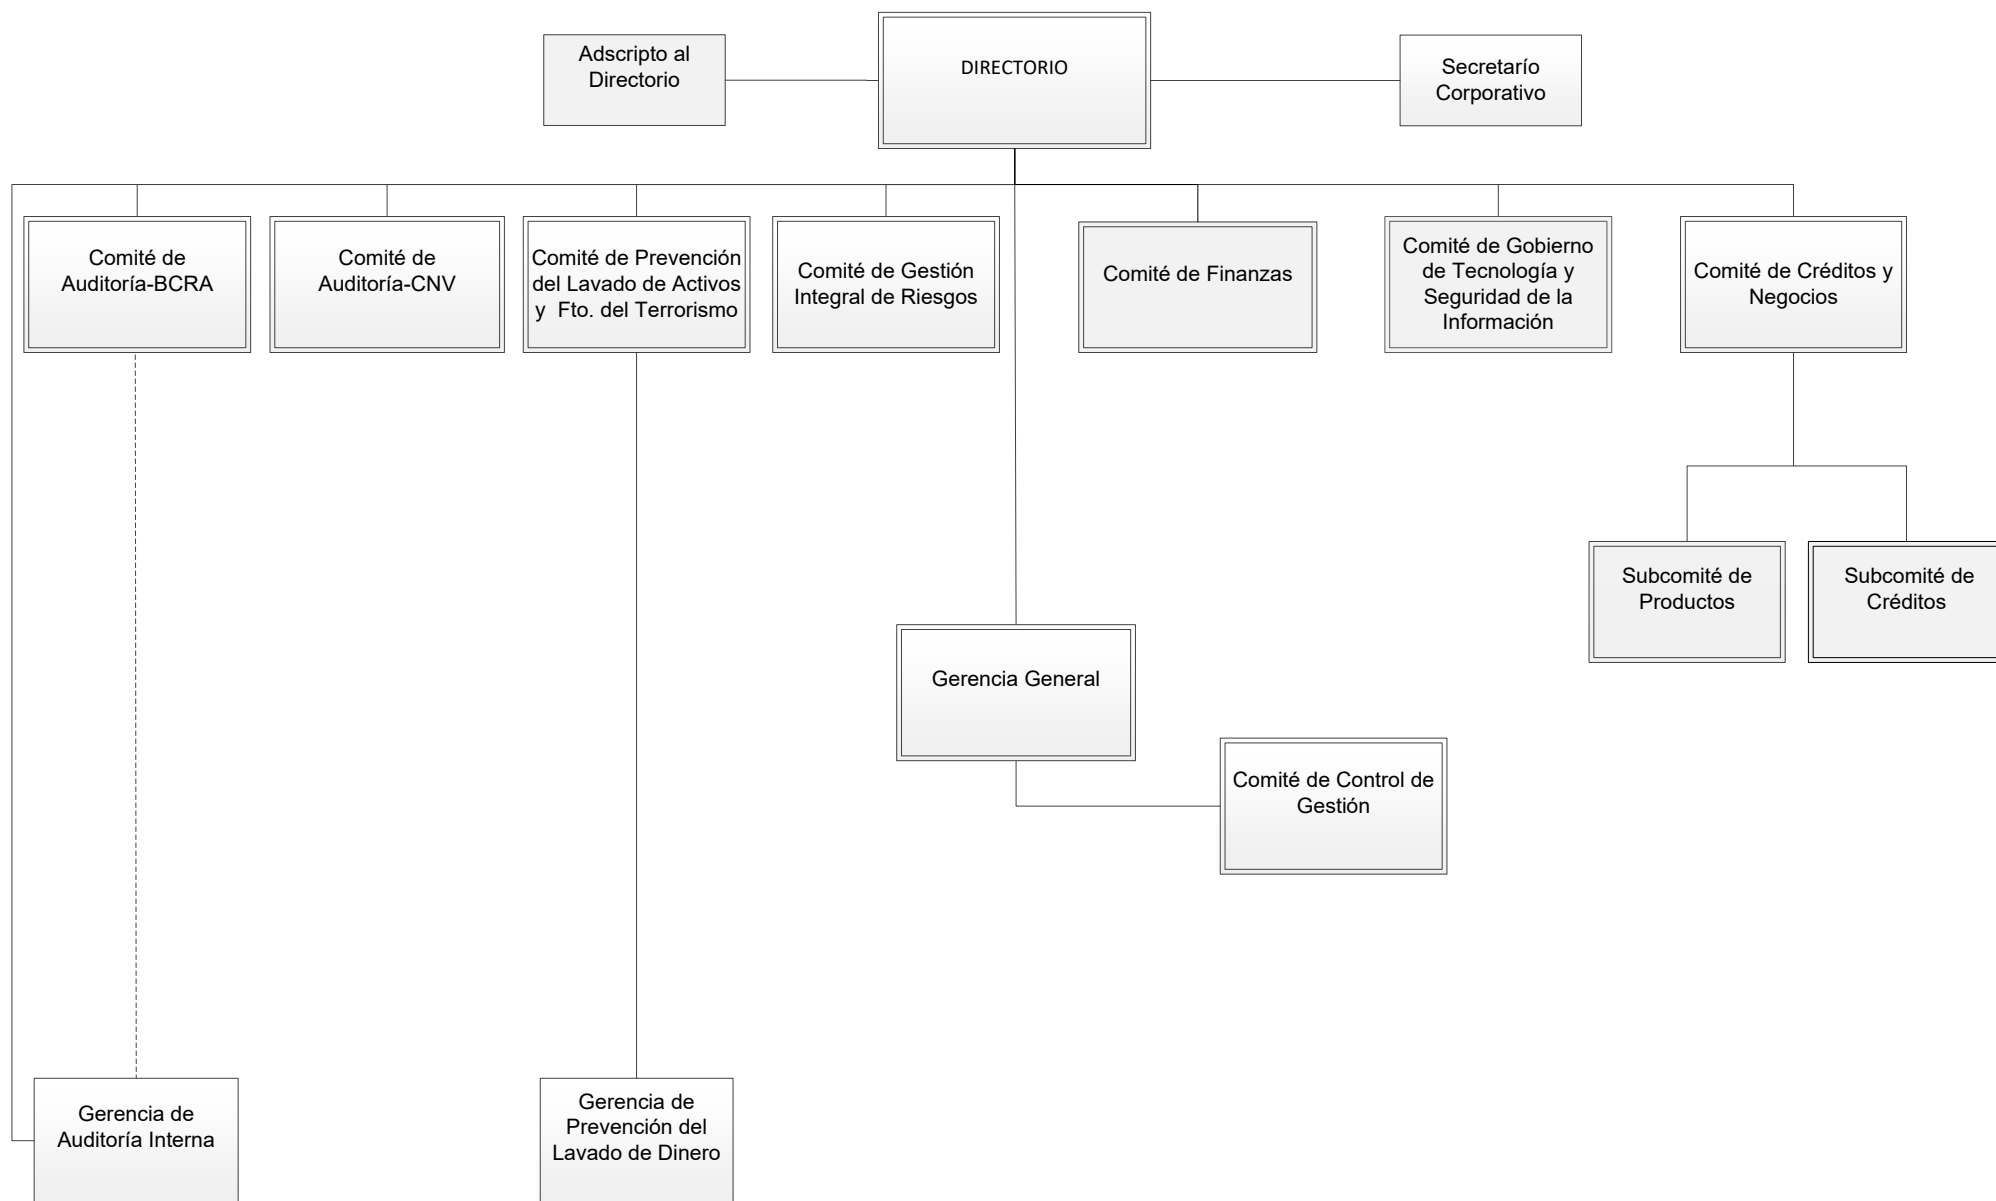 Adscripto al
Directorio
DIRECTORIO
Secretarío
Corporativo
Comité de
Auditoría-BCRA
Comité de
Auditoría-CNV
Comité de Prevención
del Lavado de Activos
y Fto. del Terrorismo
Comité de Gestión
Integral de Riesgos
Comité de Finanzas
Comité de Gobierno
de Tecnología y
Seguridad de la
Información
Comité de Créditos y
Negocios
Subcomité de
Productos
Subcomité de
Créditos
Gerencia General
Comité de Control de
Gestión
Gerencia de
Auditoría Interna
Gerencia de
Prevención del
Lavado de Dinero